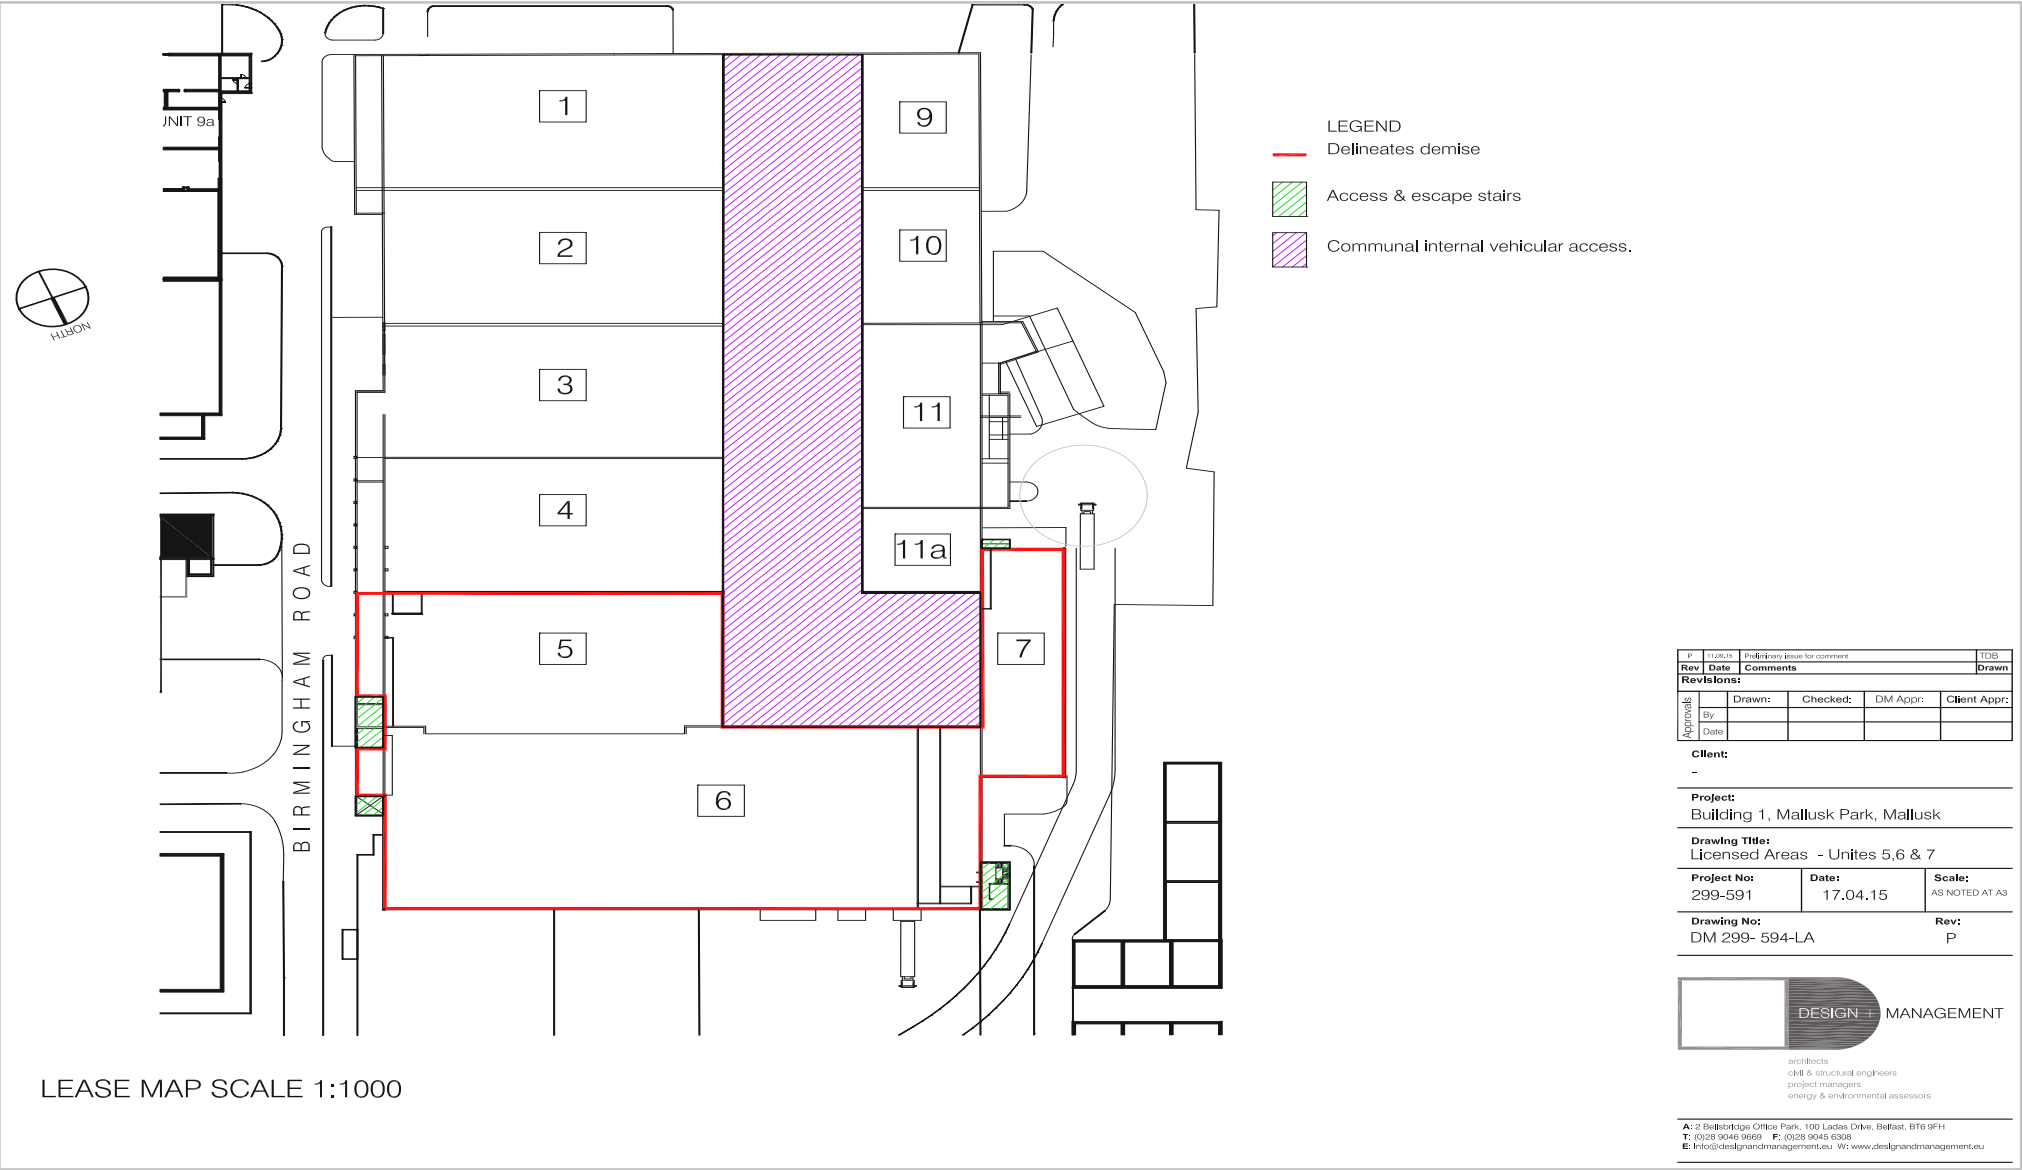 UNIT 9a
1
9
2
10
3
11
4
11a
5
7
6
NORTH
BIRMINGHAM ROAD
LEGEND
Delineates demise
Access & escape stairs
Communal internal vehicular access.
LEASE MAP SCALE 1:1000
P 11.09.15 Preliminary issue for comment TDB
Rev Date Comments Drawn
Revisions:
Approvals
Drawn: Checked: DM Appr: Client Appr:
By
Date
Client:
-
Project:
Building 1, Mallusk Park, Mallusk
Drawing Title:
Licensed Areas - Unites 5,6 & 7
Project No: Date: Scale:
299-591 17.04.15 AS NOTED AT A3
Drawing No: Rev:
DM 299- 594-LA P
DESIGN + MANAGEMENT
architects
civil & structural engineers
project managers
energy & environmental assessors
A: 2 Bellsbridge Office Park, 100 Ladas Drive, Belfast, BT6 9FH
T: (0)28 9046 9669 F: (0)28 9045 6308
E: info@designandmanagement.eu W: www.designandmanagement.eu